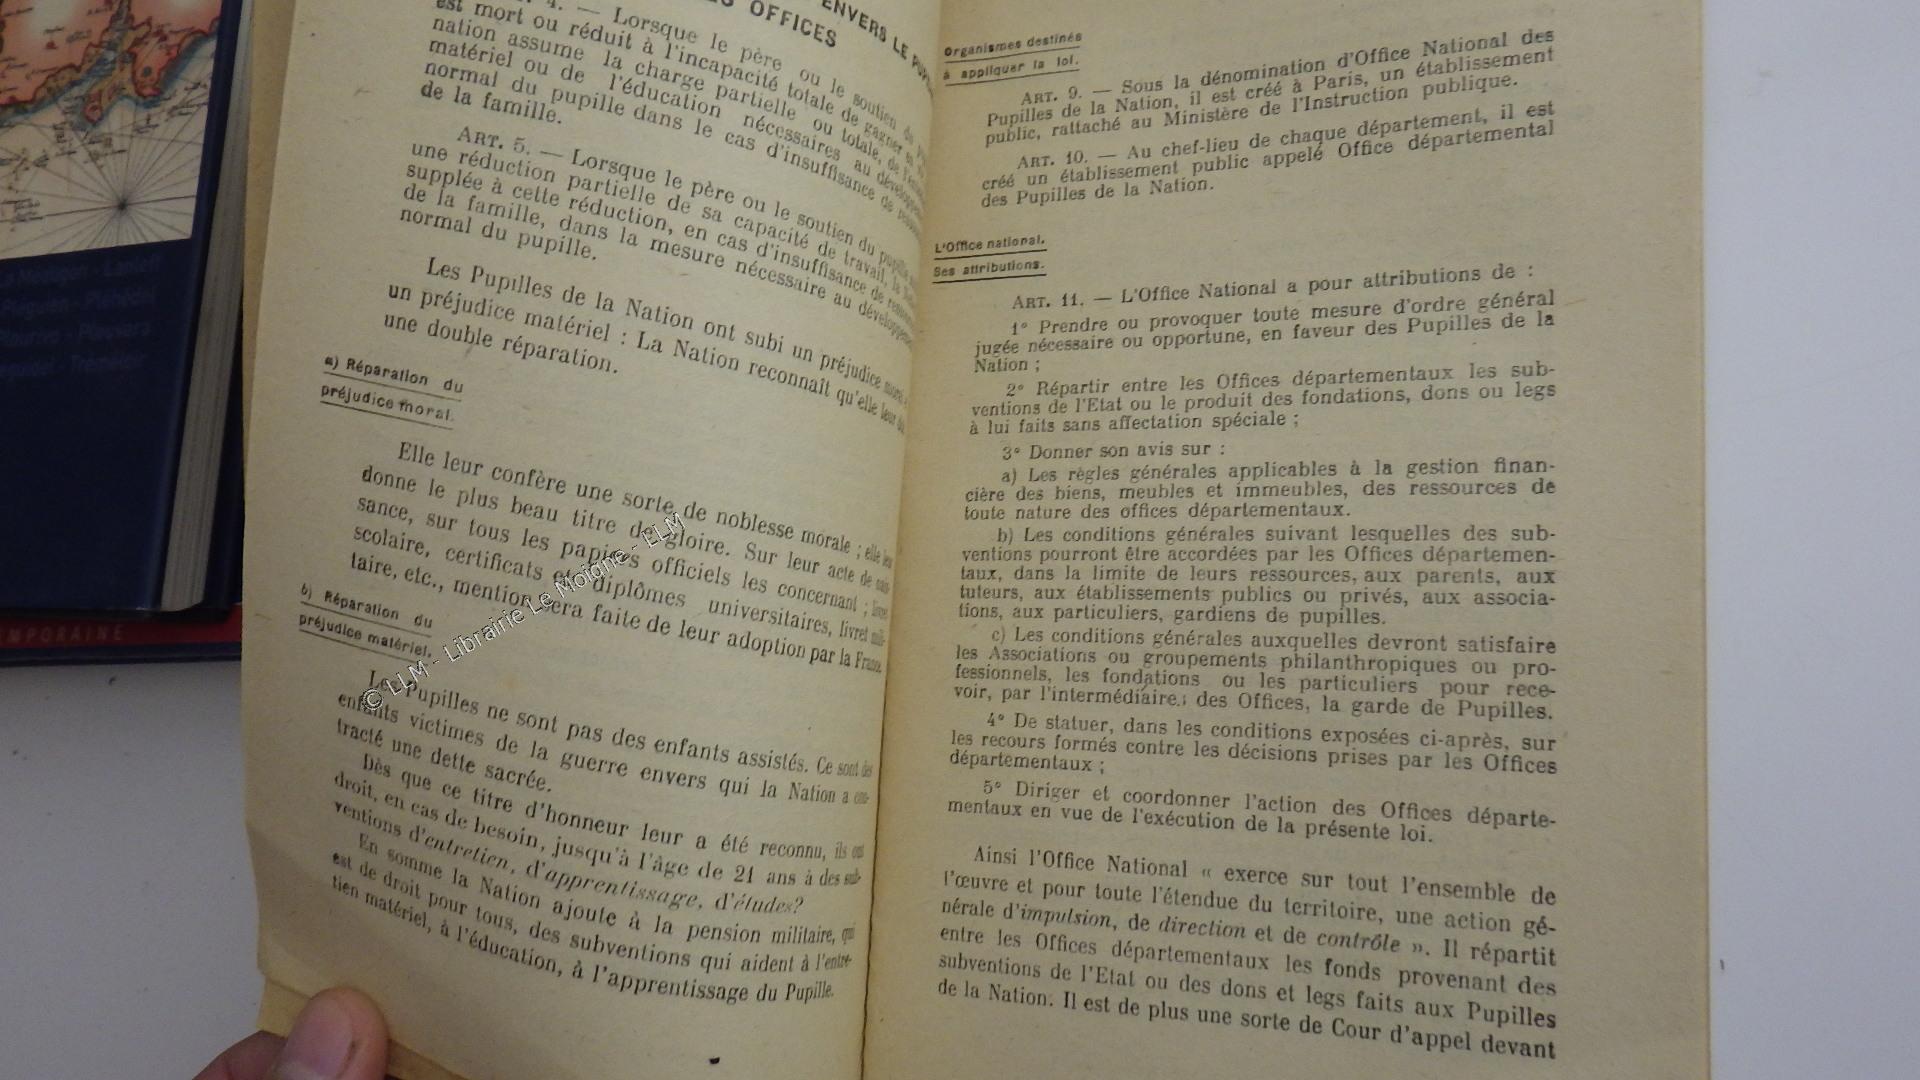 ENVERS LE
OFFICES
4. — Lorsque le père ou le soutien
est mort ou réduit à l'incapacité totale de gagner
nation assume la charge partielle ou totale, de
matériel ou de l'éducation nécessaires au
normal du pupille dans le cas d'insuffisance de
de la famille.
ART. 5. — Lorsque le père ou le soutien du pupille
une réduction partielle de sa capacité de travail, la
supplée à cette réduction, en cas d'insuffisance de
de la famille, dans la mesure nécessaire au
normal du pupille.
Les Pupilles de la Nation ont subi un préjudice moral
un préjudice matériel : La Nation reconnaît qu'elle leur
une double réparation.
a) Réparation du
préjudice moral.
Elle leur confère une sorte de noblesse morale ; elle leur
donne le plus beau titre de gloire. Sur leur acte de nais-
sance, sur tous les papiers officiels les concernant ; livret
scolaire, certificats et diplômes universitaires, livret mili-
taire, etc., mention sera faite de leur adoption par la France.
b) Réparation du
préjudice matériel.
Les Pupilles ne sont pas des enfants assistés. Ce sont des
enfants victimes de la guerre envers qui la Nation a con-
tracté une dette sacrée.
Dès que ce titre d'honneur leur a été reconnu, ils ont
droit, en cas de besoin, jusqu'à l'âge de 21 ans à des sub-
ventions d'entretien, d'apprentissage, d'études?
En somme la Nation ajoute à la pension militaire, qui
est de droit pour tous, des subventions qui aident à l'entre-
tien matériel, à l'éducation, à l'apprentissage du Pupille.
Organismes destinés
à appliquer la loi.
ART. 9. — Sous la dénomination d'Office National des
Pupilles de la Nation, il est créé à Paris, un établissement
public, rattaché au Ministère de l'Instruction publique.
ART. 10. — Au chef-lieu de chaque département, il est
créé un établissement public appelé Office départemental
des Pupilles de la Nation.
L'Office national.
Ses attributions.
ART. 11. — L'Office National a pour attributions de :
1° Prendre ou provoquer toute mesure d'ordre général
jugée nécessaire ou opportune, en faveur des Pupilles de la
Nation ;
2° Répartir entre les Offices départementaux les sub-
ventions de l'Etat ou le produit des fondations, dons ou legs
à lui faits sans affectation spéciale ;
3° Donner son avis sur :
a) Les règles générales applicables à la gestion finan-
cière des biens, meubles et immeubles, des ressources de
toute nature des offices départementaux.
b) Les conditions générales suivant lesquelles des sub-
ventions pourront être accordées par les Offices départemen-
taux, dans la limite de leurs ressources, aux parents, aux
tuteurs, aux établissements publics ou privés, aux associa-
tions, aux particuliers, gardiens de pupilles.
c) Les conditions générales auxquelles devront satisfaire
les Associations ou groupements philanthropiques ou pro-
fessionnels, les fondations ou les particuliers pour rece-
voir, par l'intermédiaire, des Offices, la garde de Pupilles.
4° De statuer, dans les conditions exposées ci-après, sur
les recours formés contre les décisions prises par les Offices
départementaux ;
5° Diriger et coordonner l'action des Offices départe-
mentaux en vue de l'exécution de la présente loi.
Ainsi l'Office National « exerce sur tout l'ensemble de
l'œuvre et pour toute l'étendue du territoire, une action gé-
nérale d'impulsion, de direction et de contrôle ». Il répartit
entre les Offices départementaux les fonds provenant des
subventions de l'Etat ou des dons et legs faits aux Pupilles
de la Nation. Il est de plus une sorte de Cour d'appel devant
© LLM - Librairie Le Moigne - LLM